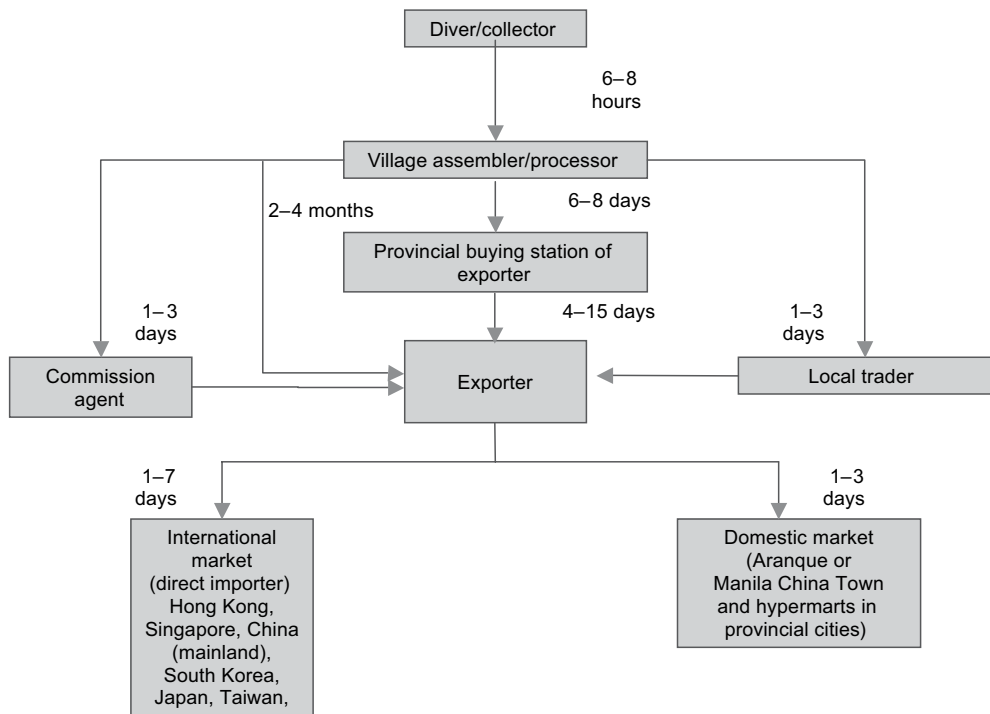 Diver/collector
6–8
hours
Village assembler/processor
2–4 months
6–8 days
Provincial buying station of
exporter
1–3
days
4–15 days
1–3
days
Commission
agent
Exporter
Local trader
1–7
days
1–3
days
International
market
(direct importer)
Hong Kong,
Singapore, China
(mainland),
South Korea,
Japan, Taiwan,
Domestic market
(Aranque or
Manila China Town
and hypermarts in
provincial cities)